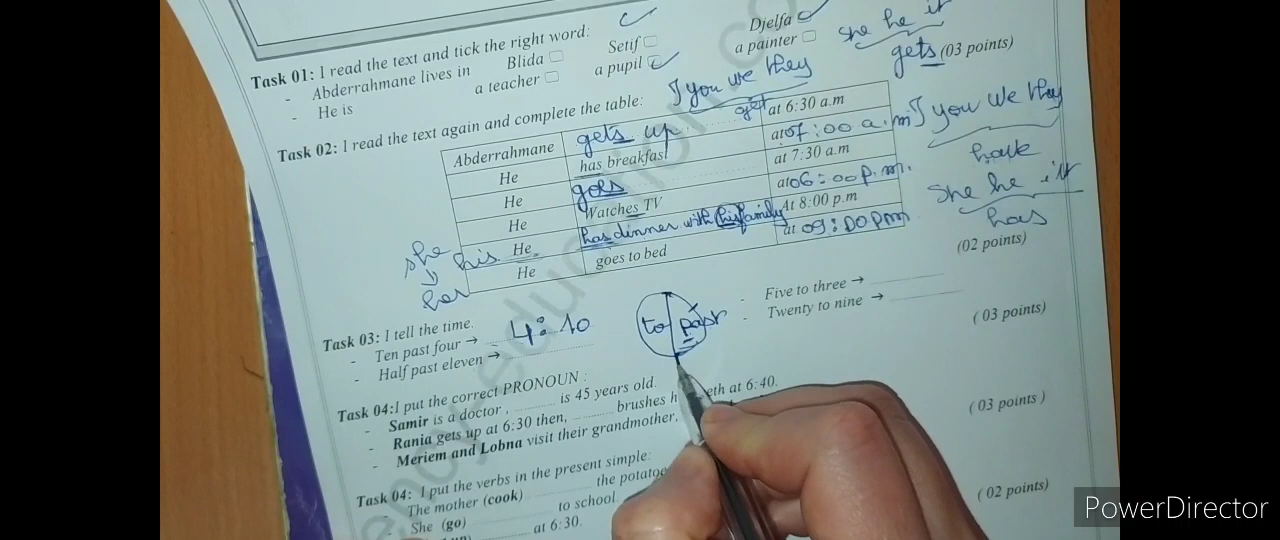 Task 01: I read the text and tick the right word:
- Abderrahmane lives in Blida Setif Djelfa
- He is a teacher a pupil a painter
she he it
gets (03 points)
Task 02: I read the text again and complete the table:
I you we they
get
Abderrahmane gets up at 6:30 a.m
He has breakfast at 07:00 a.m
He goes at 7:30 a.m
He Watches TV at 06:00 p.m.
He has dinner with his family At 8:00 p.m
He goes to bed at 09:00 pm
I you we they
have
she he it
has
she his
her
(02 points)
Task 03: I tell the time.
- Ten past four → 4:10
- Half past eleven →
to past
- Five to three →
- Twenty to nine →
(03 points)
Task 04: I put the correct PRONOUN :
- Samir is a doctor , is 45 years old.
- Rania gets up at 6:30 then, brushes h eth at 6:40.
- Meriem and Lobna visit their grandmother.
(03 points)
Task 04: I put the verbs in the present simple:
- The mother (cook) the potatoe
- She (go) to school.
at 6:30.
(02 points)
PowerDirector